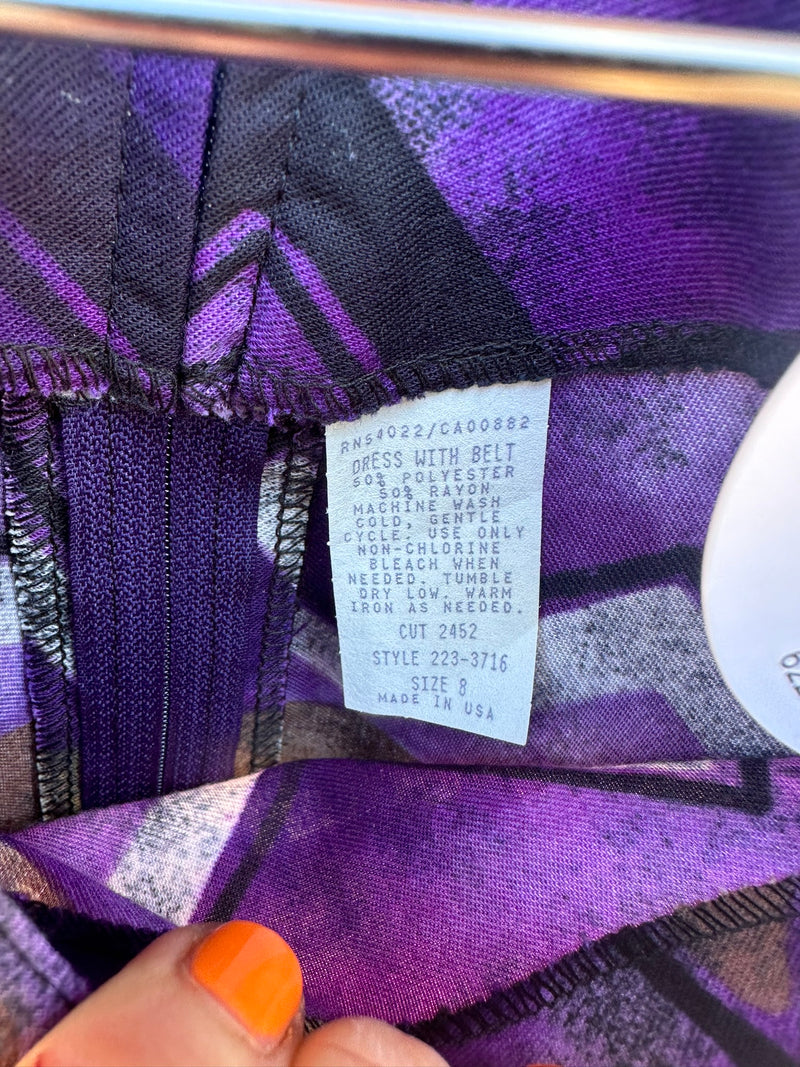 RN54022/CA00882
DRESS WITH BELT
50% POLYESTER
50% RAYON
MACHINE WASH
COLD, GENTLE
CYCLE. USE ONLY
NON-CHLORINE
BLEACH WHEN
NEEDED. TUMBLE
DRY LOW. WARM
IRON AS NEEDED.
CUT 2452
STYLE 223-3716
SIZE 8
MADE IN USA